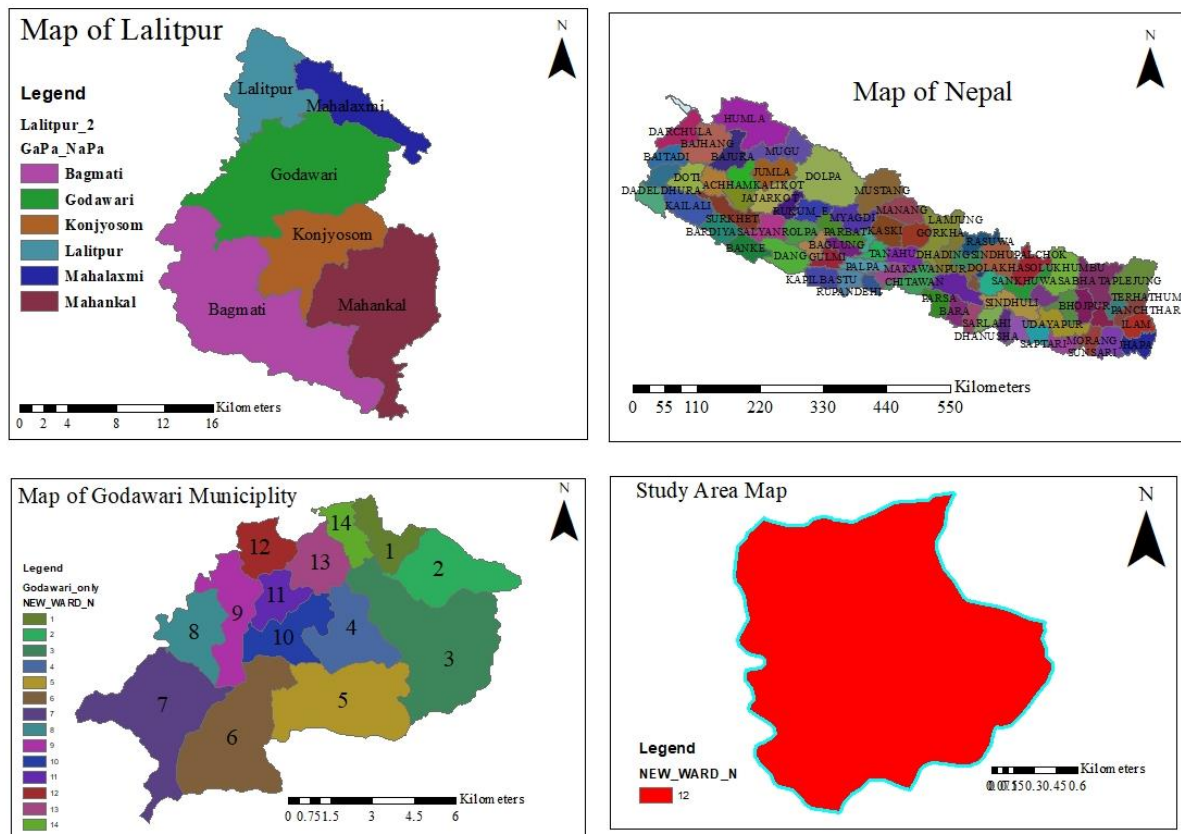 Map of Lalitpur
N
Legend
Lalitpur_2
GaPa_NaPa
Bagmati
Godawari
Konjyosom
Lalitpur
Mahalaxmi
Mahankal
Lalitpur
Mahalaxmi
Godawari
Konjyosom
Bagmati
Mahankal
Kilometers
0 2 4 8 12 16
Map of Nepal
N
HUMLA
DARCHULA
BAJHANG
BAITADI
BAJURA
MUGU
DOTI
JUMLA
DOLPA
DADELDHURA
ACHHAM
KALIKOT
MUSTANG
KAILALI
JAJARKOT
RUKUM_E
MANANG
SURKHET
MYAGDI
LAMJUNG
BARDIYA
SALYAN
ROLPA
PARBAT
KASKI
GORKHA
RASUWA
BANKE
BAGLUNG
DANG
GULMI
TANAHU
DHADING
SINDHUPALCHOK
PALPA
MAKAWANPUR
DOLAKHA
SOLUKHUMBU
KAPILBASTU
CHITAWAN
SANKHUWASABHA
TAPLEJUNG
RUPANDEHI
PARSA
SINDHULI
BHOJPUR
TERHATHUM
BARA
PANCHTHAR
SARLAHI
UDAYAPUR
ILAM
DHANUSHA
SAPTARI
MORANG
JHAPA
SUNSARI
Kilometers
0 55 110 220 330 440 550
Map of Godawari Municiplity
N
Legend
Godawari_only
NEW_WARD_N
1
2
3
4
5
6
7
8
9
10
11
12
13
14
14
12
1
13
2
11
9
8
10
4
3
7
5
6
Kilometers
0 0.751.5 3 4.5 6
Study Area Map
N
Legend
NEW_WARD_N
12
Kilometers